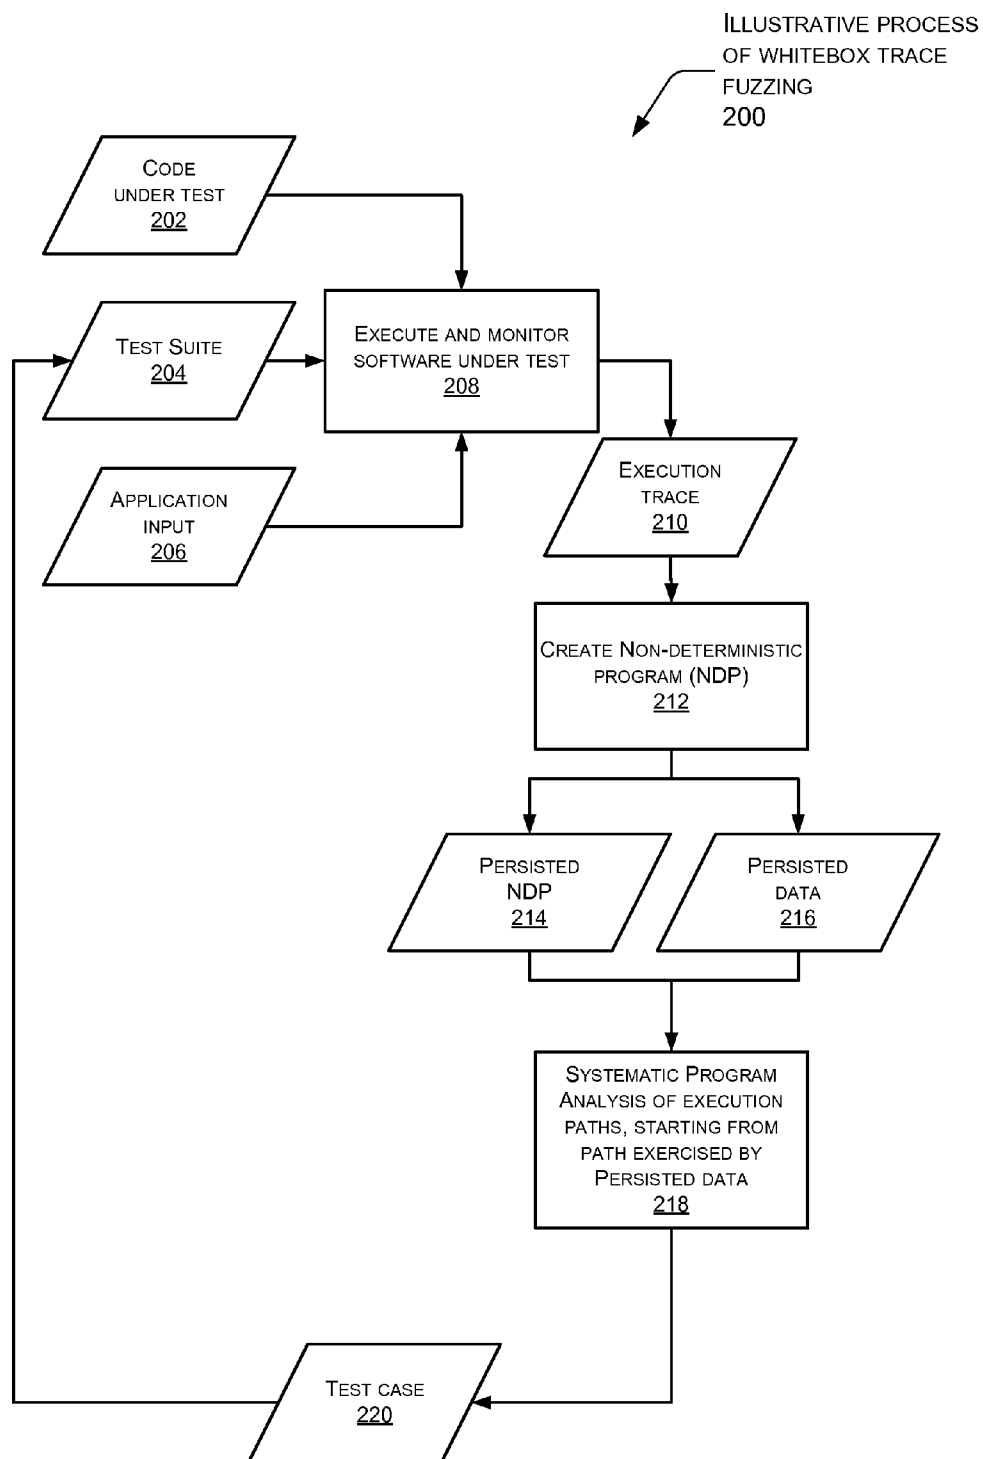 ILLUSTRATIVE PROCESS
OF WHITEBOX TRACE
FUZZING
200
CODE
UNDER TEST
202
TEST SUITE
204
APPLICATION
INPUT
206
EXECUTE AND MONITOR
SOFTWARE UNDER TEST
208
EXECUTION
TRACE
210
CREATE NON-DETERMINISTIC
PROGRAM (NDP)
212
PERSISTED
NDP
214
PERSISTED
DATA
216
SYSTEMATIC PROGRAM
ANALYSIS OF EXECUTION
PATHS, STARTING FROM
PATH EXERCISED BY
PERSISTED DATA
218
TEST CASE
220